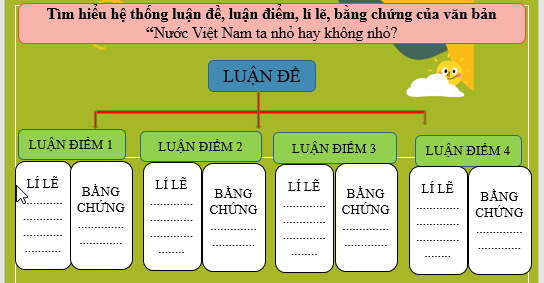 Tìm hiểu hệ thống luận đề, luận điểm, lí lẽ, bằng chứng của văn bản
“Nước Việt Nam ta nhỏ hay không nhỏ?
LUẬN ĐỀ
LUẬN ĐIỂM 1
LUẬN ĐIỂM 2
LUẬN ĐIỂM 3
LUẬN ĐIỂM 4
LÍ LẼ
BẰNG
CHỨNG
LÍ LẼ
BẰNG
CHỨNG
LÍ LẼ
BẰNG
CHỨNG
LÍ LẼ
BẰNG
CHỨNG